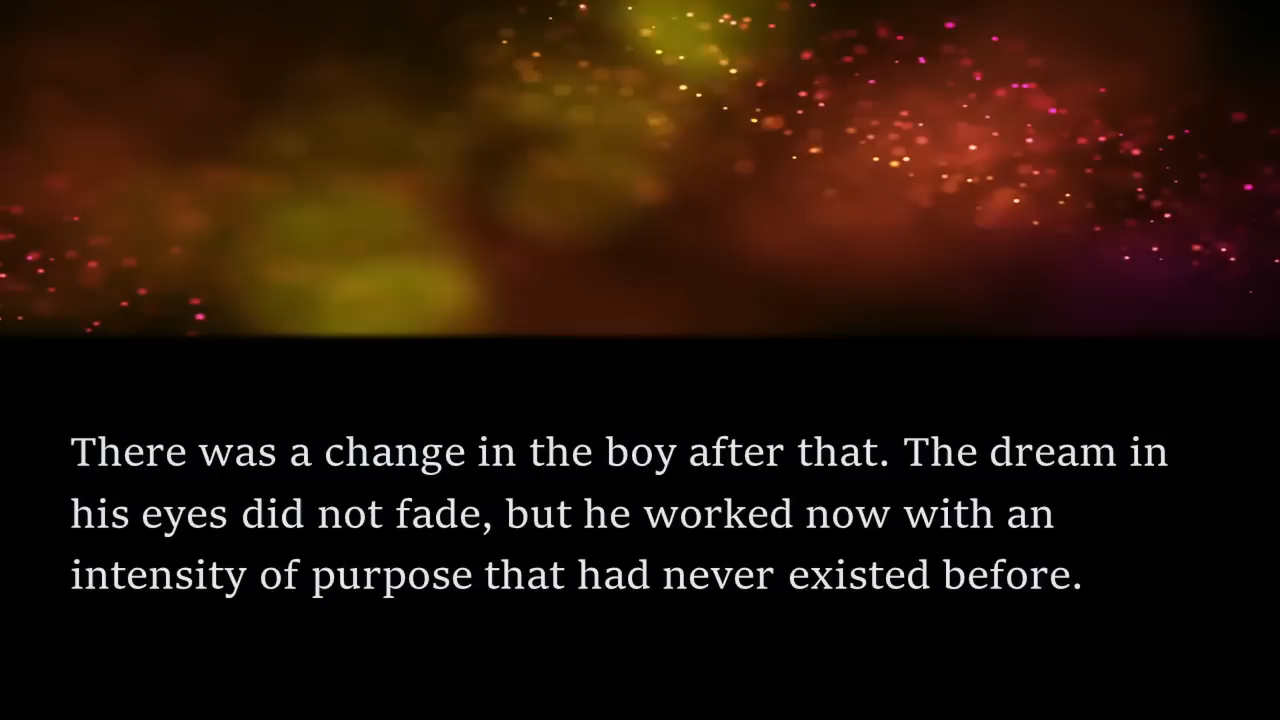 There was a change in the boy after that. The dream in
his eyes did not fade, but he worked now with an
intensity of purpose that had never existed before.